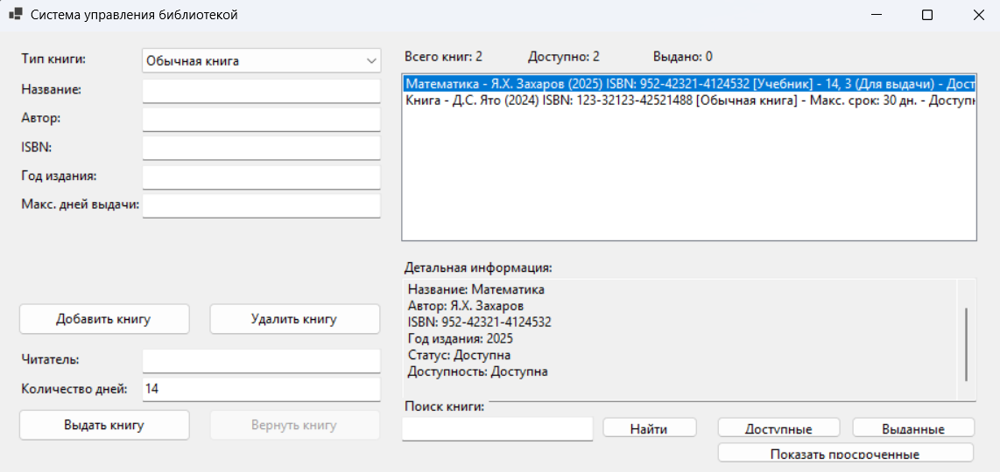 Система управления библиотекой
Тип книги:
Обычная книга
Название:
Автор:
ISBN:
Год издания:
Макс. дней выдачи:
Добавить книгу
Удалить книгу
Читатель:
Количество дней:
14
Выдать книгу
Вернуть книгу
Всего книг: 2
Доступно: 2
Выдано: 0
Математика - Я.Х. Захаров (2025) ISBN: 952-42321-4124532 [Учебник] - 14, 3 (Для выдачи) - Дост
Книга - Д.С. Ято (2024) ISBN: 123-32123-42521488 [Обычная книга] - Макс. срок: 30 дн. - Доступн
Детальная информация:
Название: Математика
Автор: Я.Х. Захаров
ISBN: 952-42321-4124532
Год издания: 2025
Статус: Доступна
Доступность: Доступна
Поиск книги:
Найти
Доступные
Выданные
Показать просроченные